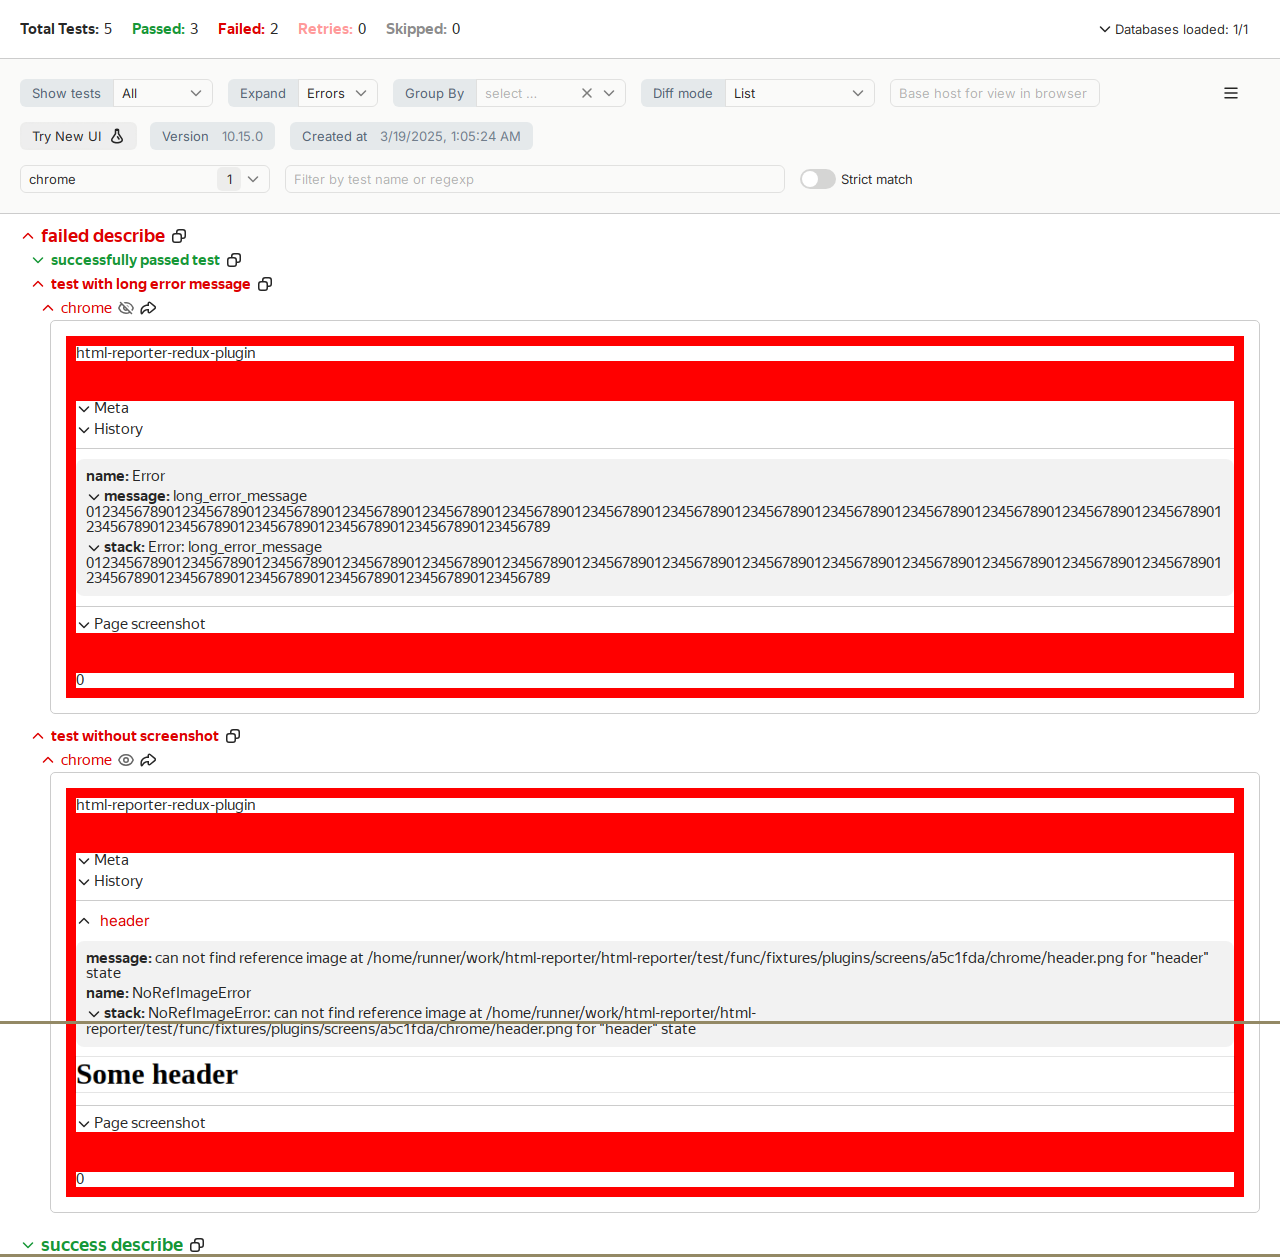 Total Tests: 5 Passed: 3 Failed: 2 Retries: 0 Skipped: 0 Databases loaded: 1/1
Show tests All Expand Errors Group By select ... Diff mode List Base host for view in browser
Try New UI Version 10.15.0 Created at 3/19/2025, 1:05:24 AM
chrome 1 Filter by test name or regexp Strict match
failed describe
successfully passed test
test with long error message
chrome
html-reporter-redux-plugin
Meta
History
name: Error
message: long_error_message
0123456789012345678901234567890123456789012345678901234567890123456789012345678901234567890123456789012345678901234567890123456789012345678901
23456789012345678901234567890123456789012345678901234567 89
stack: Error: long_error_message
0123456789012345678901234567890123456789012345678901234567890123456789012345678901234567890123456789012345678901234567890123456789012345678901
2345678901234567890123456789012345678901234567890123456789
Page screenshot
0
test without screenshot
chrome
html-reporter-redux-plugin
Meta
History
header
message: can not find reference image at /home/runner/work/html-reporter/html-reporter/test/func/fixtures/plugins/screens/a5c1fda/chrome/header.png for "header"
state
name: NoRefImageError
stack: NoRefImageError: can not find reference image at /home/runner/work/html-reporter/html-
reporter/test/func/fixtures/plugins/screens/a5c1fda/chrome/header.png for "header" state
Some header
Page screenshot
0
success describe